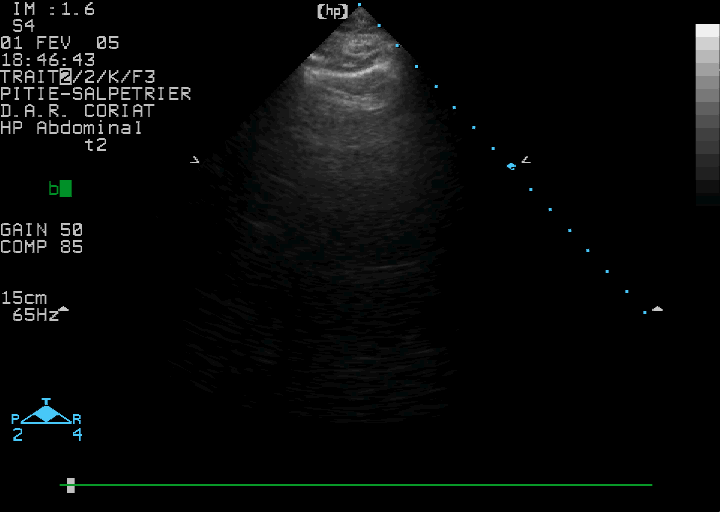 IM :1.6
S4
01 FEV 05
18:46:43
TRAIT2/2/K/F3
PITIE-SALPETRIER
D.A.R. CORIAT
HP Abdominal
t2
hp
b
GAIN 50
COMP 85
15cm
65Hz
T
P R
2 4